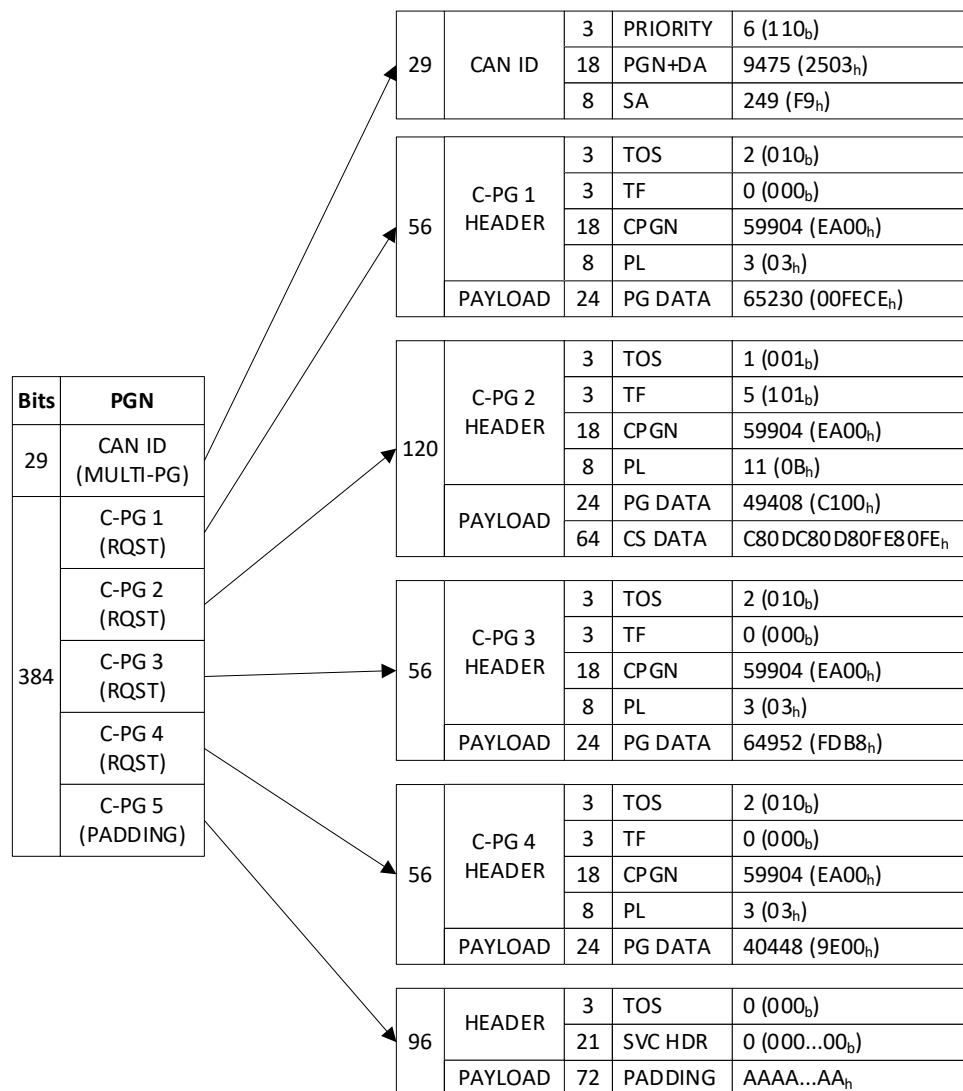 Bits PGN
29 CAN ID
(MULTI-PG)
384
C-PG 1
(RQST)
C-PG 2
(RQST)
C-PG 3
(RQST)
C-PG 4
(RQST)
C-PG 5
(PADDING)
29 CAN ID
3 PRIORITY 6 (110b)
18 PGN+DA 9475 (2503h)
8 SA 249 (F9h)
56
C-PG 1
HEADER
3 TOS 2 (010b)
3 TF 0 (000b)
18 CPGN 59904 (EA00h)
8 PL 3 (03h)
PAYLOAD 24 PG DATA 65230 (00FECEh)
120
C-PG 2
HEADER
3 TOS 1 (001b)
3 TF 5 (101b)
18 CPGN 59904 (EA00h)
8 PL 11 (0Bh)
PAYLOAD
24 PG DATA 49408 (C100h)
64 CS DATA C80DC80D80FE80FEh
56
C-PG 3
HEADER
3 TOS 2 (010b)
3 TF 0 (000b)
18 CPGN 59904 (EA00h)
8 PL 3 (03h)
PAYLOAD 24 PG DATA 64952 (FDB8h)
56
C-PG 4
HEADER
3 TOS 2 (010b)
3 TF 0 (000b)
18 CPGN 59904 (EA00h)
8 PL 3 (03h)
PAYLOAD 24 PG DATA 40448 (9E00h)
96
HEADER
3 TOS 0 (000b)
21 SVC HDR 0 (000...00b)
PAYLOAD 72 PADDING AAAA...AAh